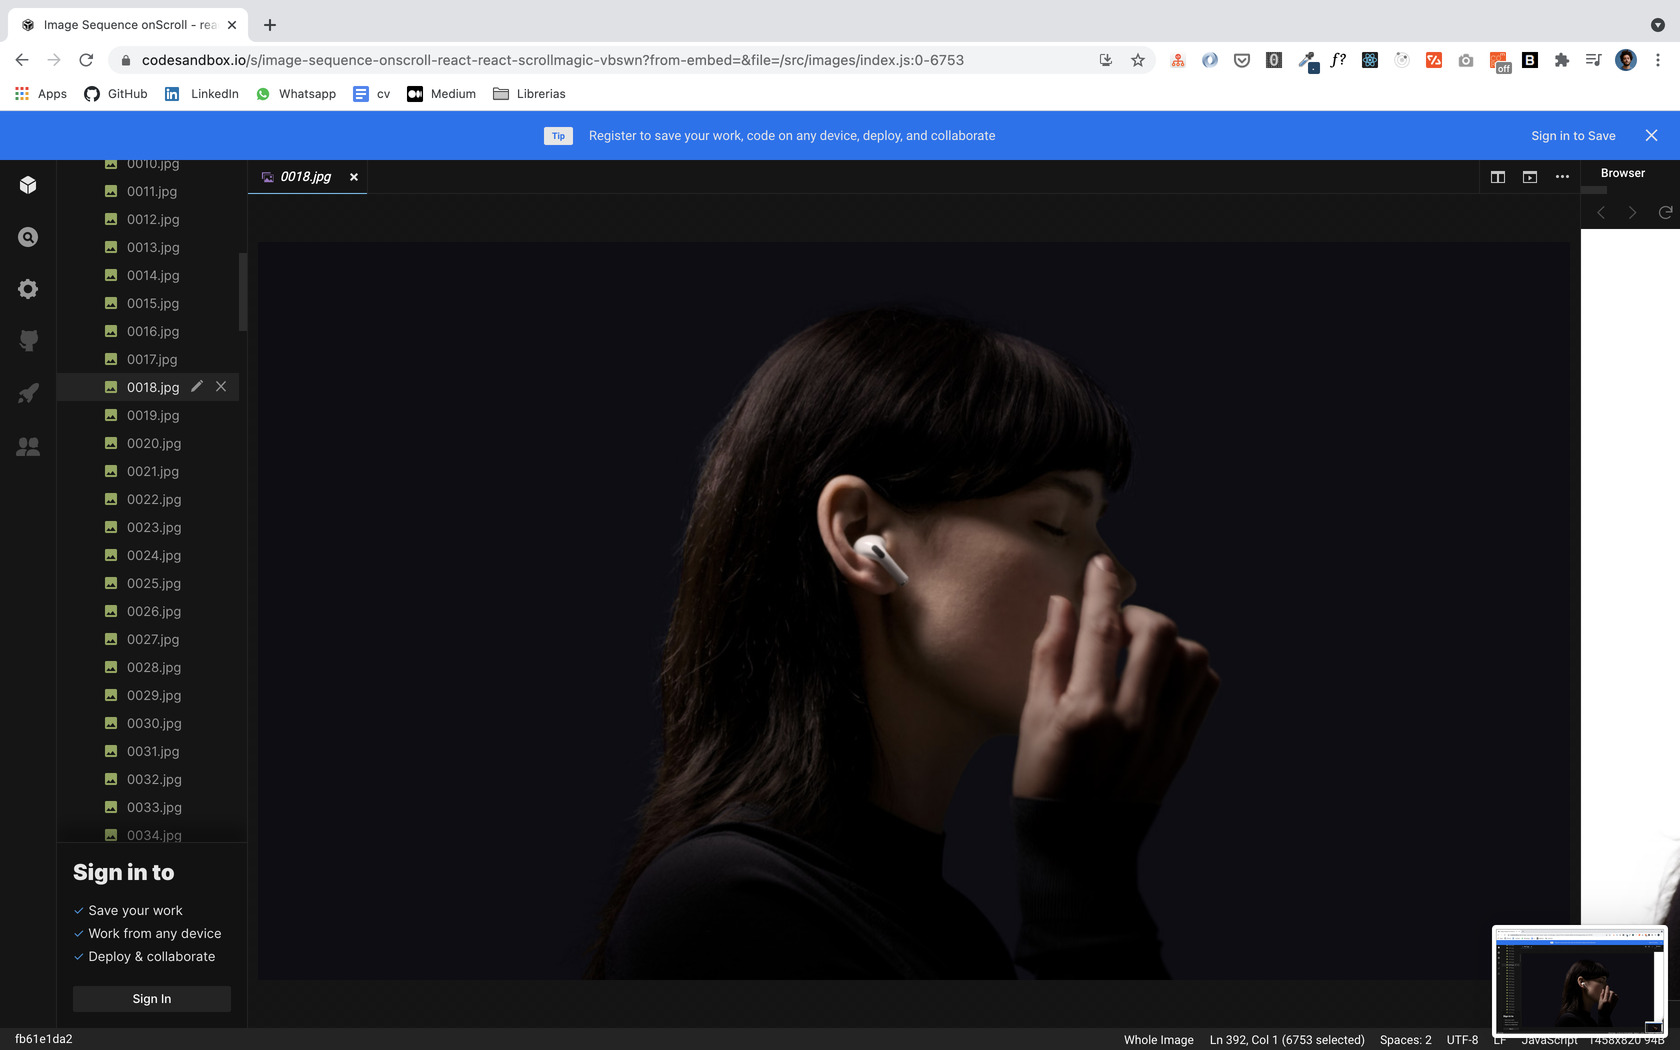 Image Sequence onScroll - rea
codesandbox.io/s/image-sequence-onscroll-react-react-scrollmagic-vbswn?from-embed=&file=/src/images/index.js:0-6753
f?
off
B
Apps
GitHub
LinkedIn
Whatsapp
cv
Medium
Librerias
Tip
Register to save your work, code on any device, deploy, and collaborate
Sign in to Save
0010.jpg
0011.jpg
0012.jpg
0013.jpg
0014.jpg
0015.jpg
0016.jpg
0017.jpg
0018.jpg
0019.jpg
0020.jpg
0021.jpg
0022.jpg
0023.jpg
0024.jpg
0025.jpg
0026.jpg
0027.jpg
0028.jpg
0029.jpg
0030.jpg
0031.jpg
0032.jpg
0033.jpg
0034.jpg
0018.jpg
Browser
Sign in to
Save your work
Work from any device
Deploy & collaborate
Sign In
fb61e1da2
Whole Image
Ln 392, Col 1 (6753 selected)
Spaces: 2
UTF-8
LF
JavaScript
1458x820 94B